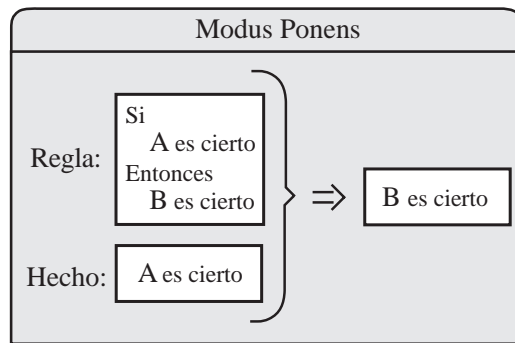 Modus Ponens
Regla:
Si
A es cierto
Entonces
B es cierto
Hecho:
A es cierto
⇒
B es cierto